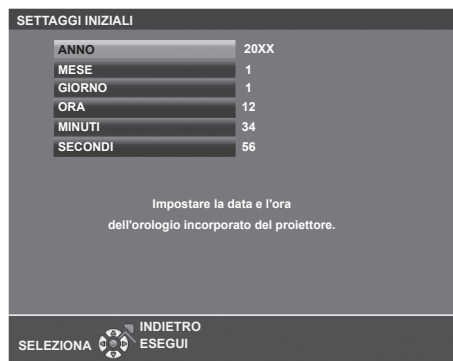 SETTAGGI INIZIALI
ANNO 20XX
MESE 1
GIORNO 1
ORA 12
MINUTI 34
SECONDI 56
Impostare la data e l'ora
dell'orologio incorporato del proiettore.
INDIETRO
SELEZIONA ESEGUI